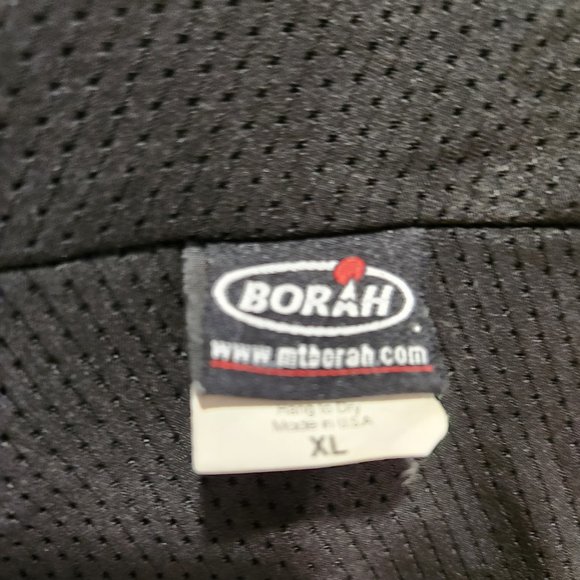 BORAH
www.mtborah.com
Hang to Dry
Made in U.S.A
XL